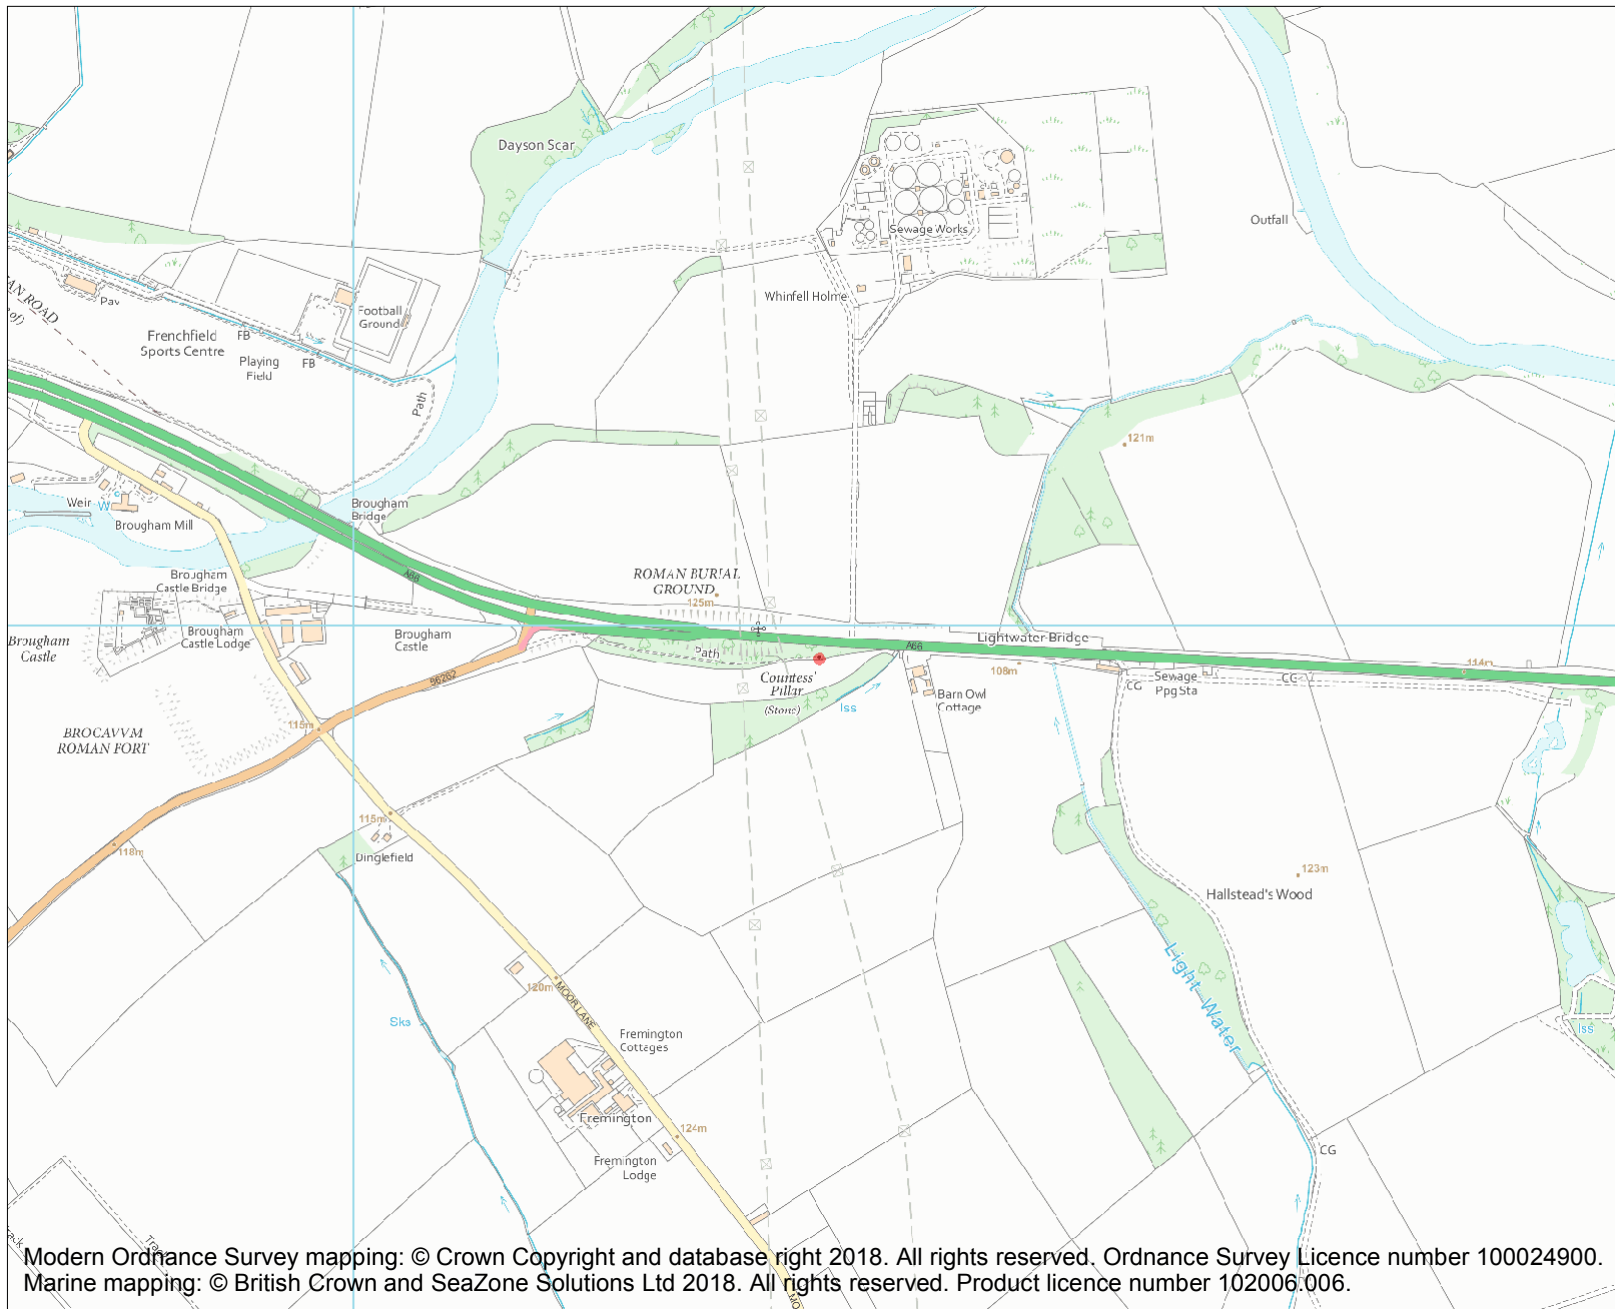 Dayson Scar
Outfall
Sewage Works
Whinfell Holme
Pav
Football
Ground
Frenchfield
Sports Centre
FB
Playing
Field
FB
Path
AN ROAD
121m
Weir
W
Brougham Mill
Brougham
Bridge
A66
Brougham
Castle Bridge
ROMAN BURIAL
GROUND
125m
Brougham
Castle
Brougham
Castle Lodge
Brougham
Castle
Path
Lightwater Bridge
A66
108m
114m
B6262
Countess'
Pillar
(Stone)
Iss
Barn Owl
Cottage
CG
Sewage
Ppg Sta
CG
115m
BROCAVVM
ROMAN FORT
115m
118m
Dinglefield
123m
Hallstead's Wood
Light Water
120m
MOOR LANE
Sks
Fremington
Cottages
Iss
Fremington
124m
Fremington
Lodge
CG
Modern Ordnance Survey mapping: © Crown Copyright and database right 2018. All rights reserved. Ordnance Survey Licence number 100024900.
Marine mapping: © British Crown and SeaZone Solutions Ltd 2018. All rights reserved. Product licence number 102006.006.